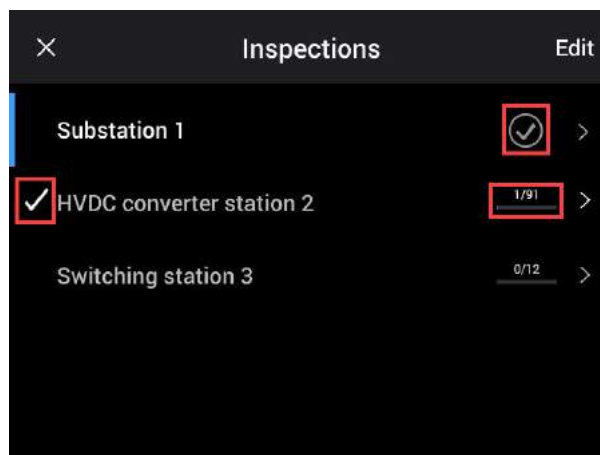 Inspections
Edit
Substation 1
HVDC converter station 2
1/91
Switching station 3
0/12